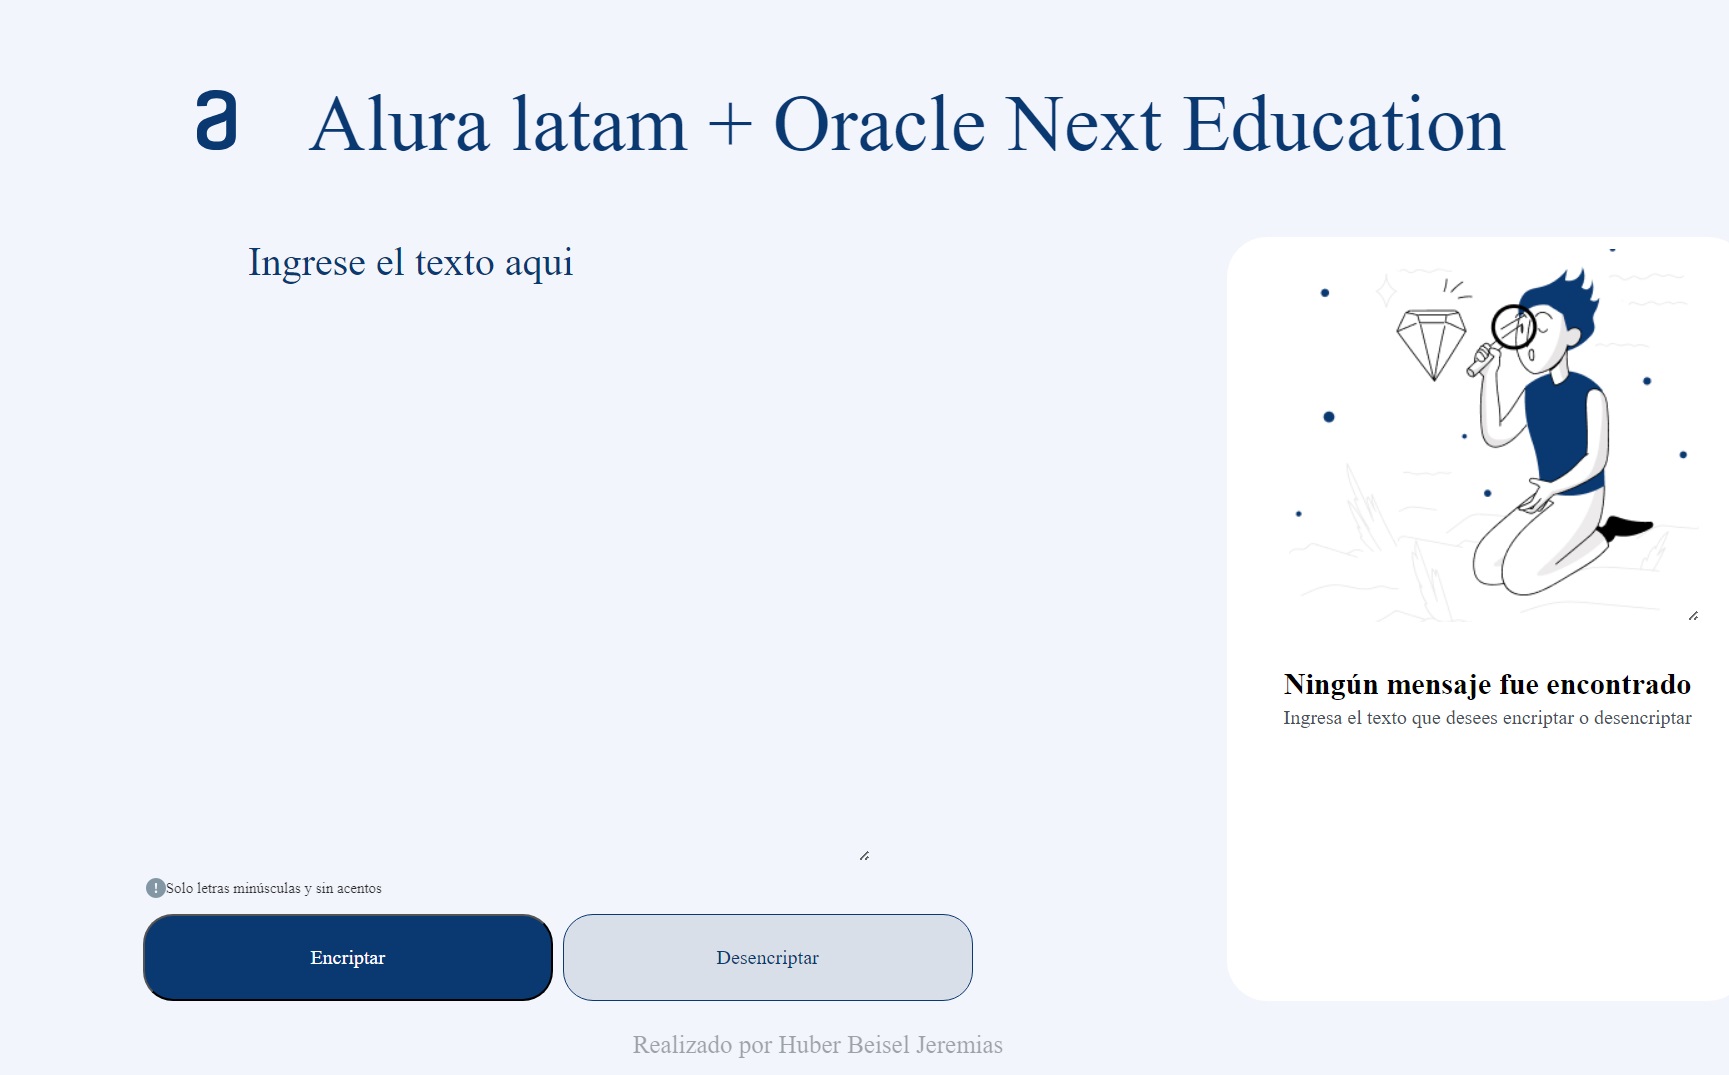 a Alura latam + Oracle Next Education
Ingrese el texto aqui
Ningún mensaje fue encontrado
Ingresa el texto que desees encriptar o desencriptar
! Solo letras minúsculas y sin acentos
Encriptar
Desencriptar
Realizado por Huber Beisel Jeremias